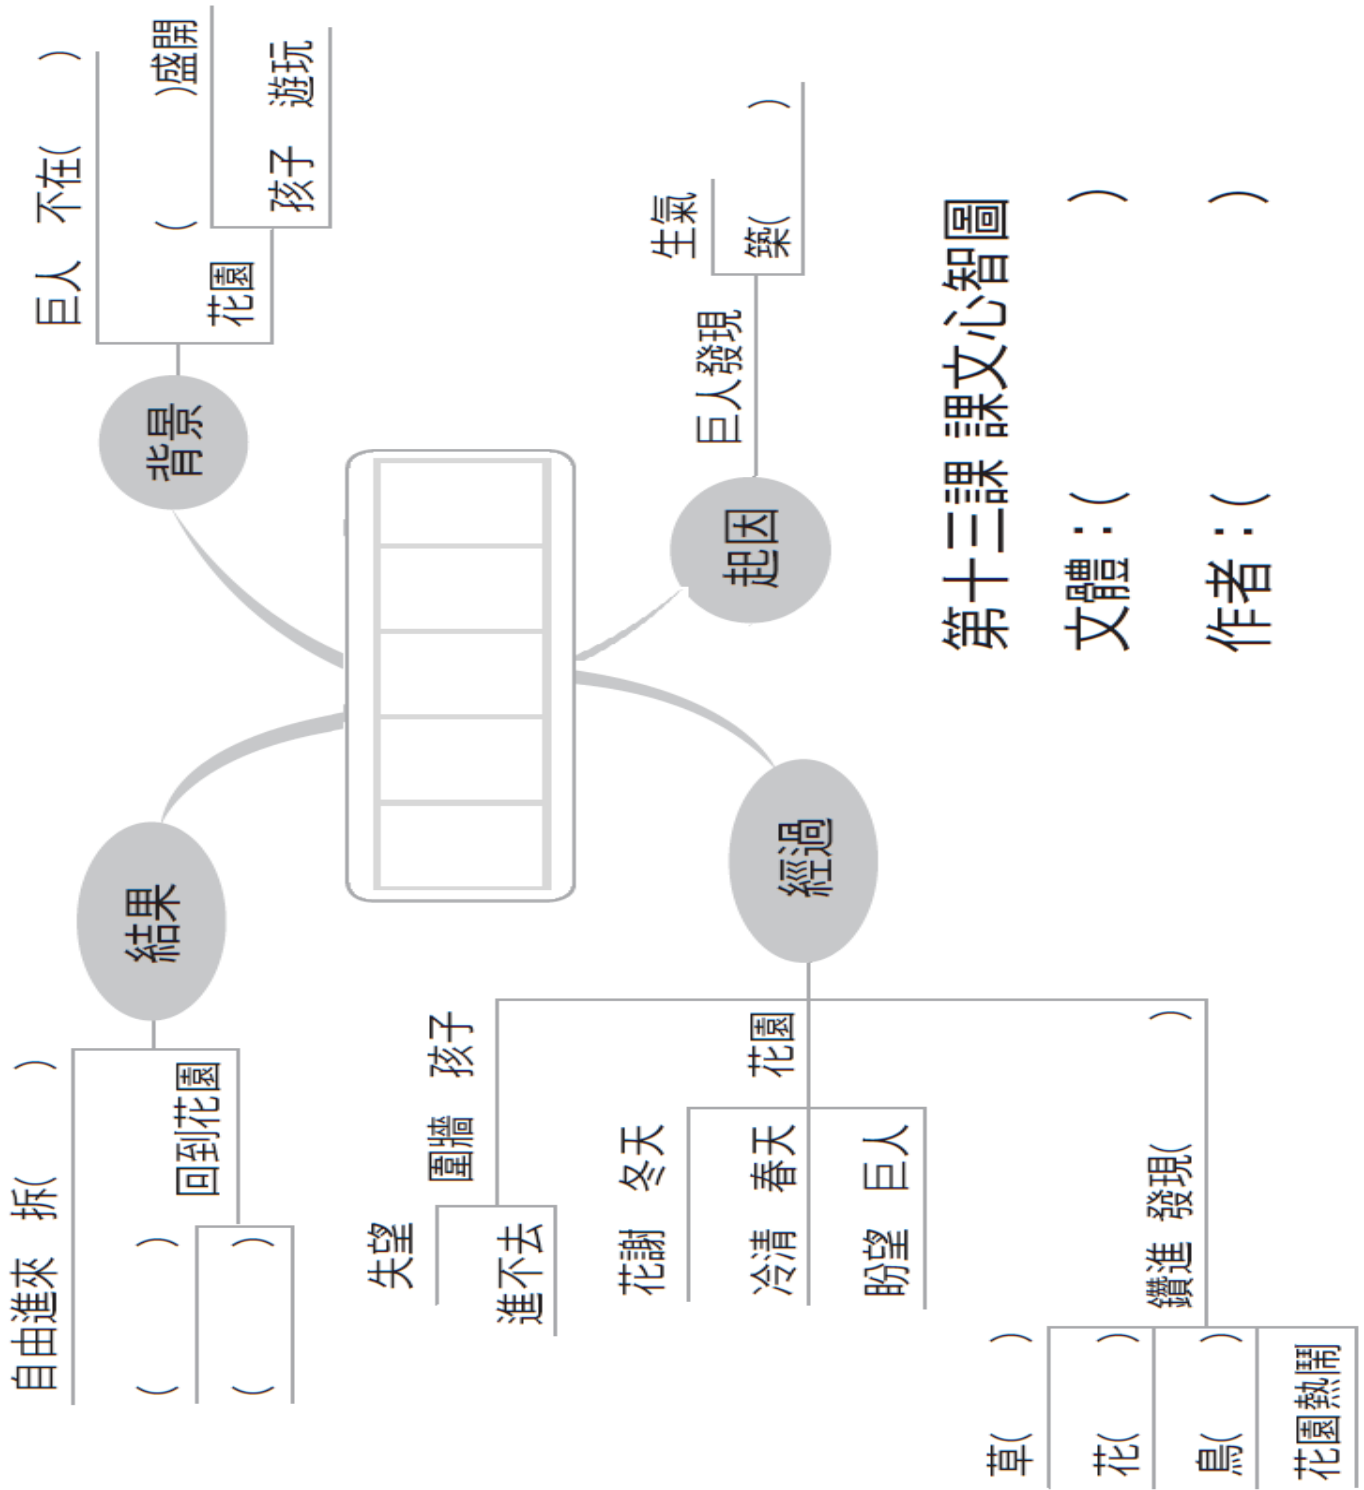 第十三課 課文心智圖
文體：(　　)
作者：(　　)
背景
巨人 不在(　　)
花園
(　　)盛開
孩子 遊玩
起因
巨人發現
生氣
築(　　)
經過
圍牆 孩子
失望
進不去
花園
花謝 冬天
冷清 春天
盼望 巨人
鑽進 發現(　　)
草(　　)
花(　　)
鳥(　　)
花園熱鬧
結果
自由進來 拆(　　)
回到花園
(　　)
(　　)